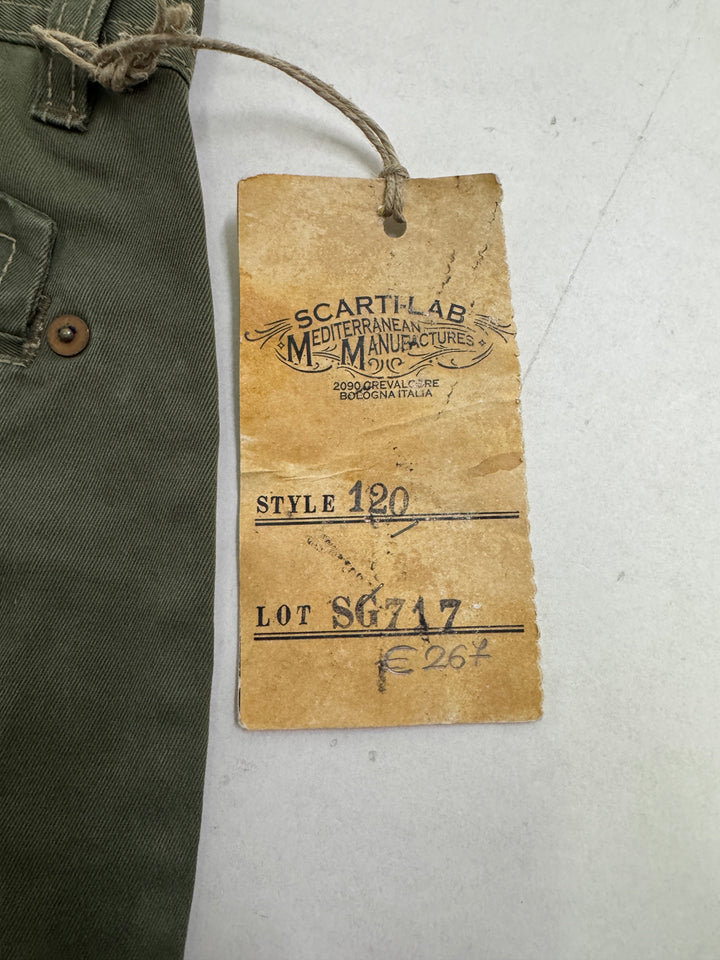 SCARTI-LAB
MEDITERRANEAN
MANUFACTURES
2090 CREVALCORE
BOLOGNA ITALIA
STYLE 120
LOT SG717
€267